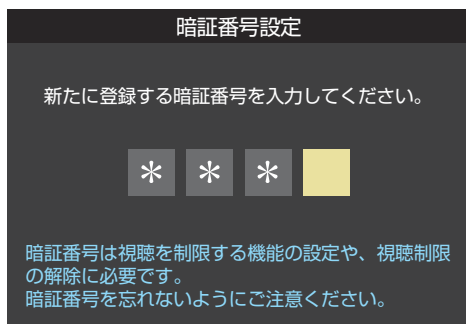 暗証番号設定
新たに登録する暗証番号を入力してください。
＊ ＊ ＊
暗証番号は視聴を制限する機能の設定や、視聴制限
の解除に必要です。
暗証番号を忘れないようにご注意ください。